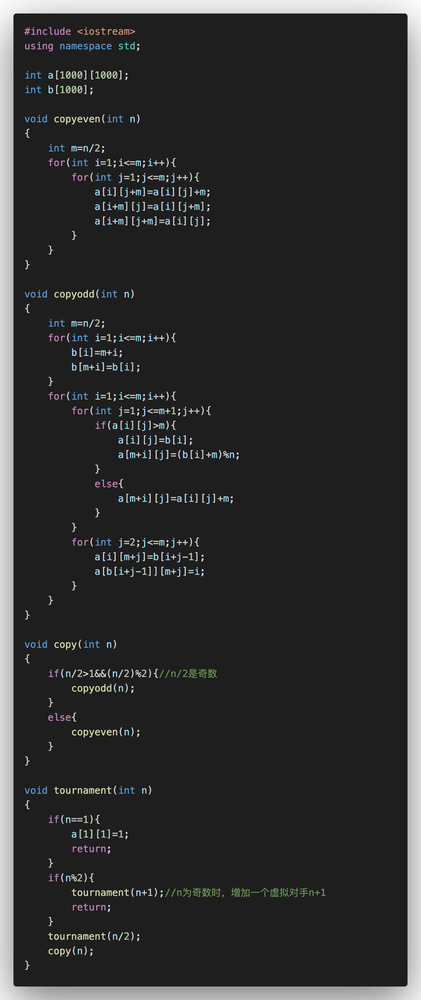 #include <iostream>
using namespace std;

int a[1000][1000];
int b[1000];

void copyeven(int n)
{
    int m=n/2;
    for(int i=1;i<=m;i++){
        for(int j=1;j<=m;j++){
            a[i][j+m]=a[i][j]+m;
            a[i+m][j]=a[i][j+m];
            a[i+m][j+m]=a[i][j];
        }
    }
}

void copyodd(int n)
{
    int m=n/2;
    for(int i=1;i<=m;i++){
        b[i]=m+i;
        b[m+i]=b[i];
    }
    for(int i=1;i<=m;i++){
        for(int j=1;j<=m+1;j++){
            if(a[i][j]>m){
                a[i][j]=b[i];
                a[m+i][j]=(b[i]+m)%n;
            }
            else{
                a[m+i][j]=a[i][j]+m;
            }
        }
        for(int j=2;j<=m;j++){
            a[i][m+j]=b[i+j-1];
            a[b[i+j-1]][m+j]=i;
        }
    }
}

void copy(int n)
{
    if(n/2>1&&(n/2)%2){//n/2是奇数
        copyodd(n);
    }
    else{
        copyeven(n);
    }
}

void tournament(int n)
{
    if(n==1){
        a[1][1]=1;
        return;
    }
    if(n%2){
        tournament(n+1);//n为奇数时，增加一个虚拟对手n+1
        return;
    }
    tournament(n/2);
    copy(n);
}